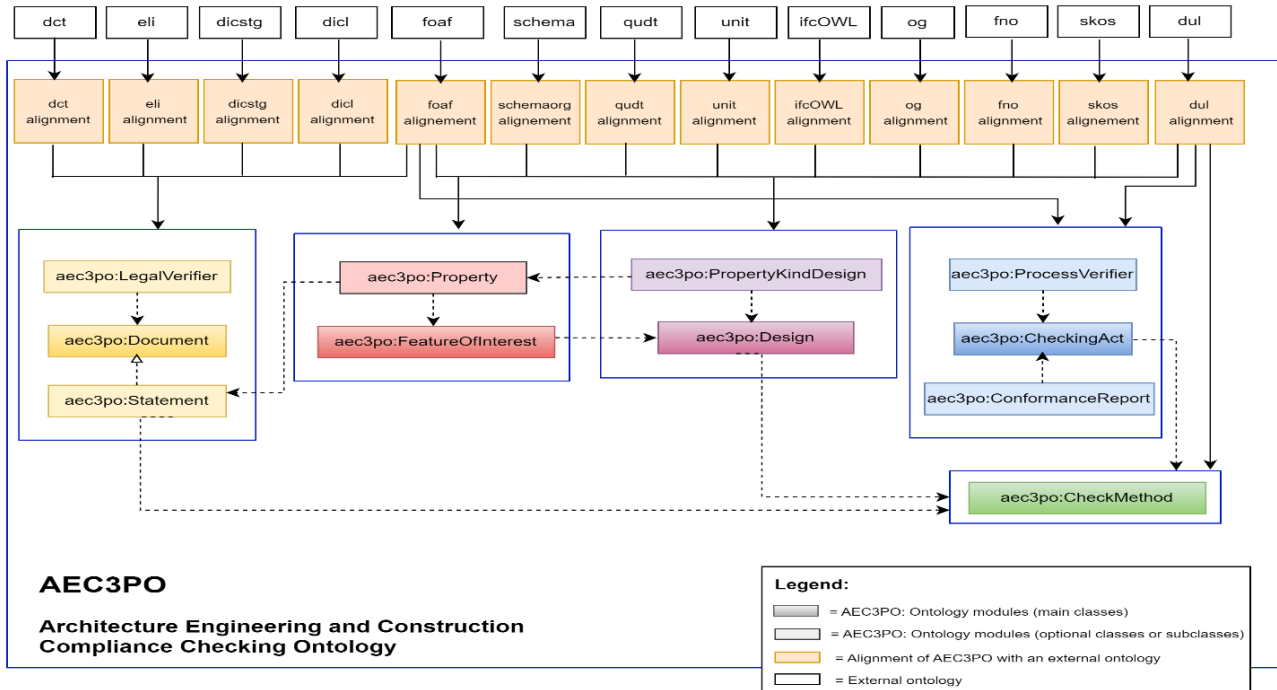 dct
eli
dicstg
dicl
foaf
schema
qudt
unit
ifcOWL
og
fno
skos
dul
dct
alignment
eli
alignment
dicstg
alignment
dicl
alignment
foaf
alignement
schemaorg
alignement
qudt
alignment
unit
alignment
ifcOWL
alignment
og
alignment
fno
alignment
skos
alignment
dul
alignment
aec3po:LegalVerifier
aec3po:Document
aec3po:Statement
aec3po:Property
aec3po:FeatureOfInterest
aec3po:PropertyKindDesign
aec3po:Design
aec3po:ProcessVerifier
aec3po:CheckingAct
aec3po:ConformanceReport
aec3po:CheckMethod
AEC3PO
Architecture Engineering and Construction
Compliance Checking Ontology
Legend:
= AEC3PO: Ontology modules (main classes)
= AEC3PO: Ontology modules (optional classes or subclasses)
= Alignment of AEC3PO with an external ontology
= External ontology